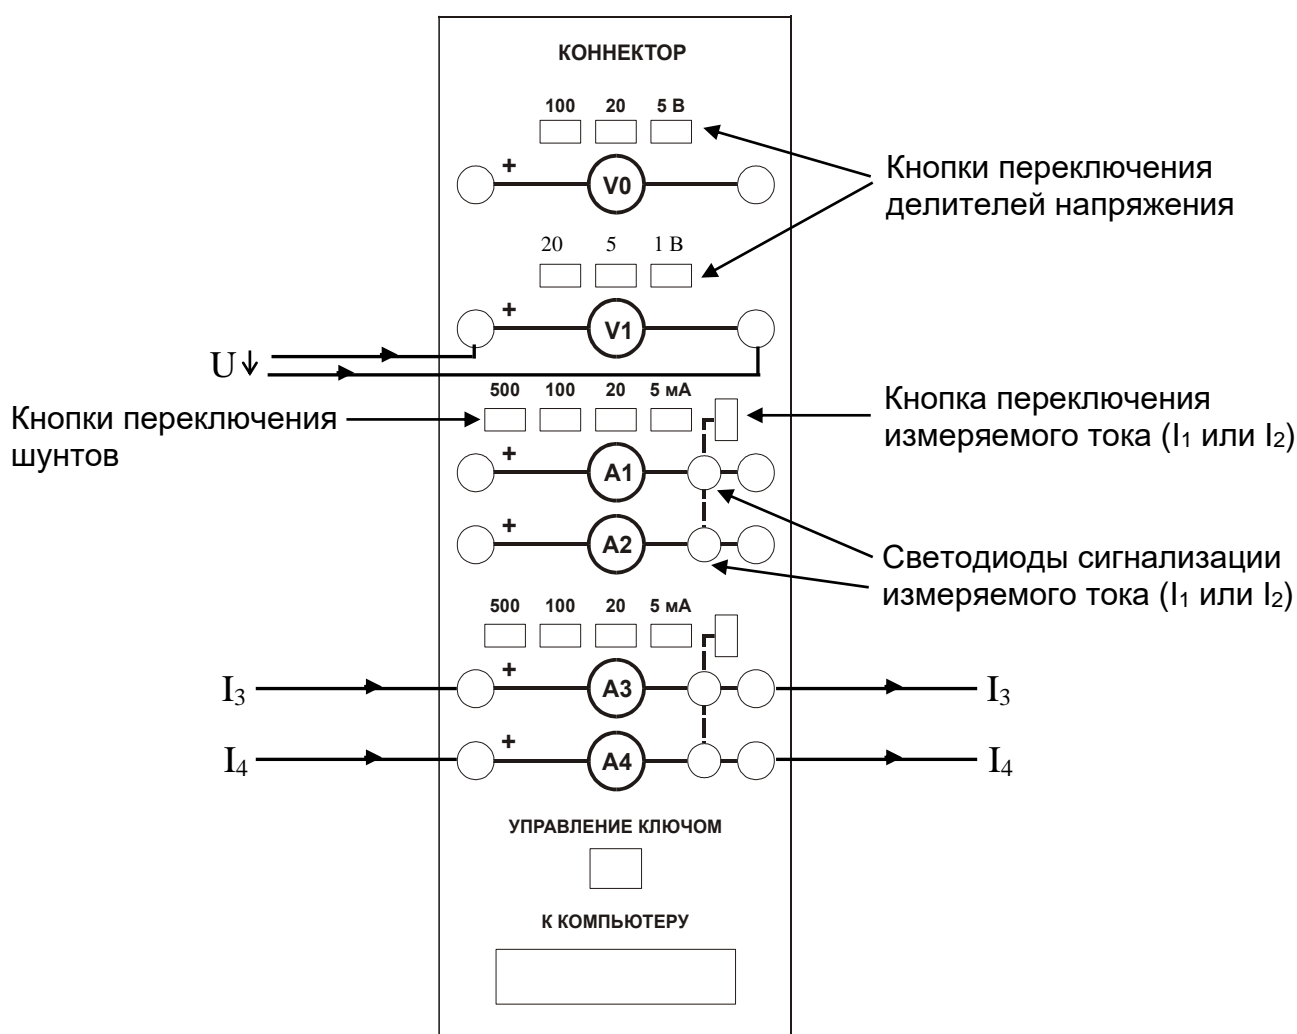 КОННЕКТОР
100 20 5 В
+
V0
Кнопки переключения
делителей напряжения
20 5 1 В
+
V1
U
500 100 20 5 мА
Кнопки переключения
шунтов
Кнопка переключения
измеряемого тока (I₁ или I₂)
+
A1
+
A2
Светодиоды сигнализации
измеряемого тока (I₁ или I₂)
500 100 20 5 мА
I₃ + A3 I₃
I₄ + A4 I₄
УПРАВЛЕНИЕ КЛЮЧОМ
К КОМПЬЮТЕРУ